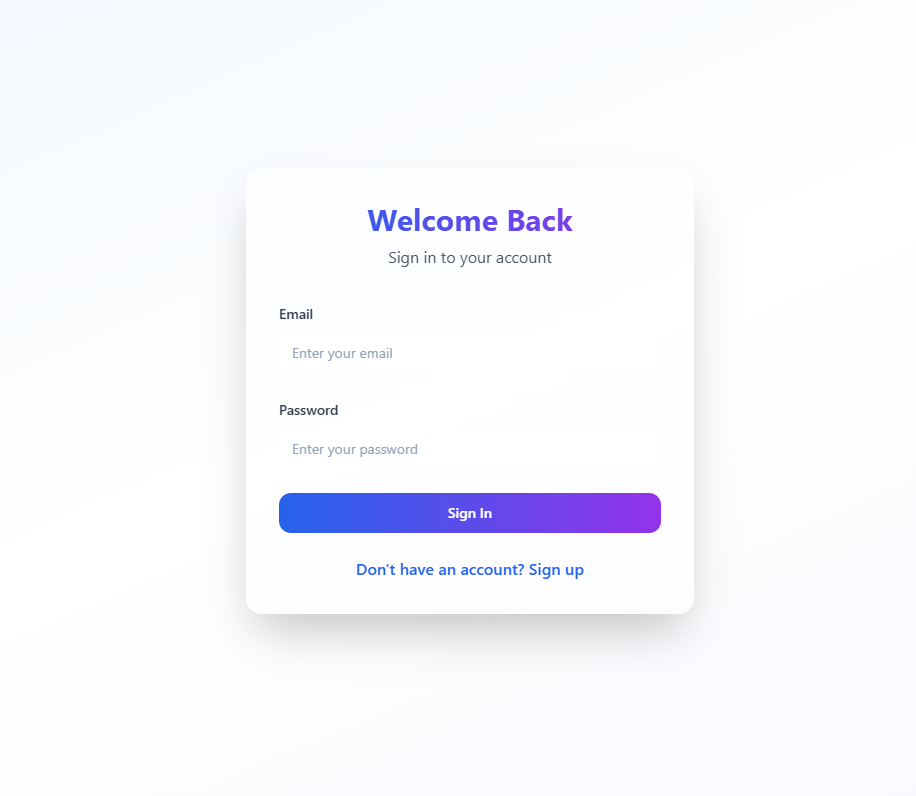 Welcome Back
Sign in to your account
Email
Enter your email
Password
Enter your password
Sign In
Don't have an account? Sign up